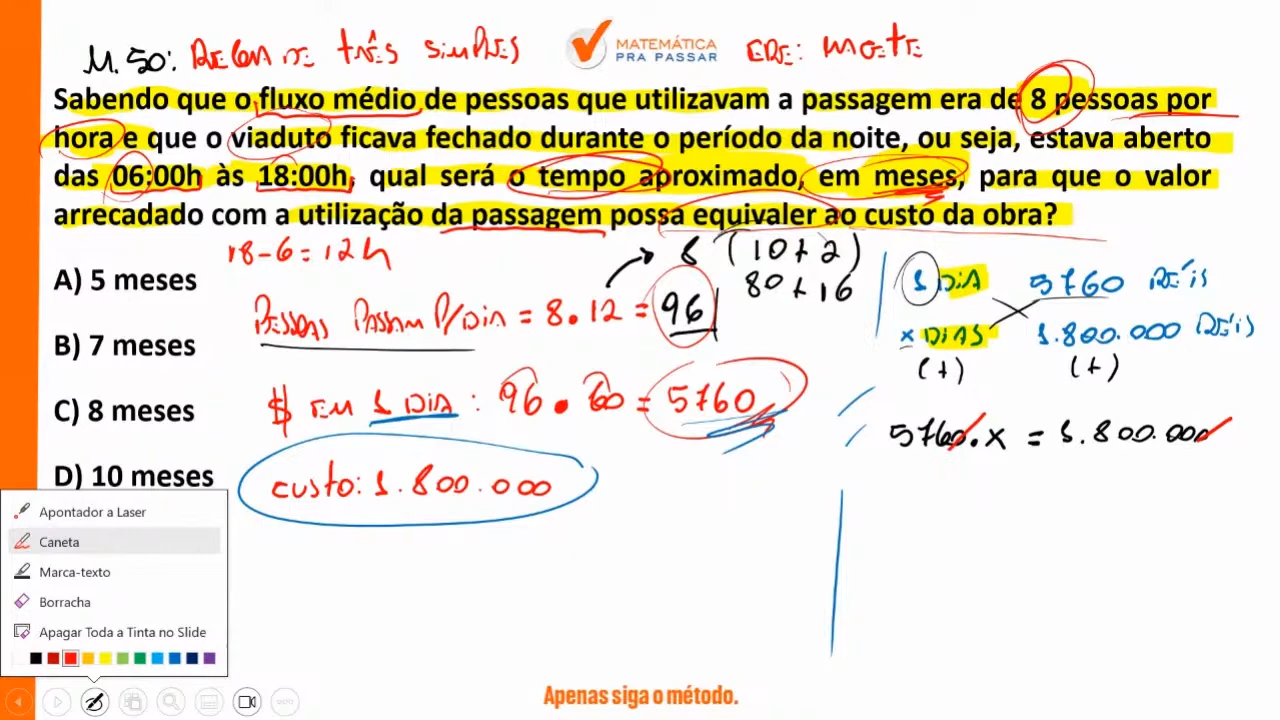 M.50: REGRA DE TRÊS SIMPLES
MATEMÁTICA
PRA PASSAR
Sabendo que o fluxo médio de pessoas que utilizavam a passagem era de 8 pessoas por
hora e que o viaduto ficava fechado durante o período da noite, ou seja, estava aberto
das 06:00h às 18:00h, qual será o tempo aproximado, em meses, para que o valor
arrecadado com a utilização da passagem possa equivaler ao custo da obra?
18-6=12h
8 (10+2)
80+16
A) 5 meses
PESSOAS PASSAM P/DIA = 8.12 = 96
B) 7 meses
$ EM 1 DIA: 96.60 = 5760
C) 8 meses
D) 10 meses
custo: 1.800.000
1 DIA 5760 RÉIS
x DIAS 1.800.000 RÉIS
(+) (+)
5760.x = 1.800.000
Apontador a Laser
Caneta
Marca-texto
Borracha
Apagar Toda a Tinta no Slide
Apenas siga o método.